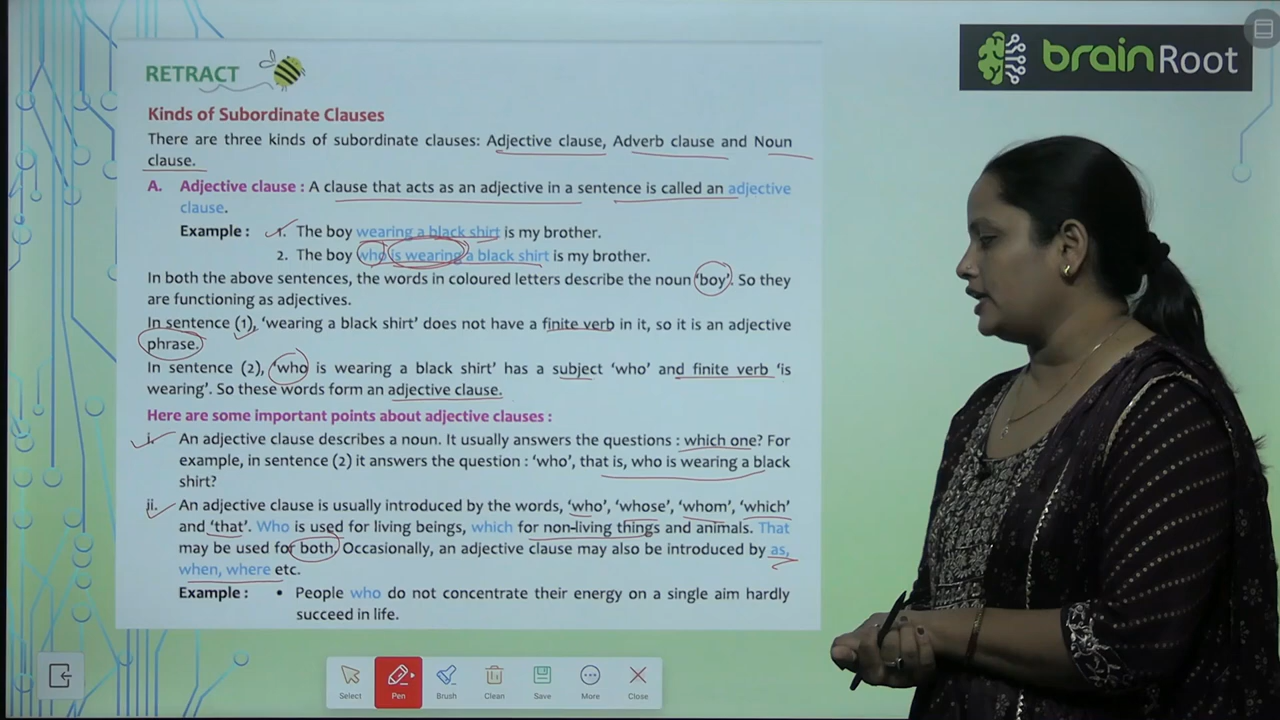 brainRoot
RETRACT
Kinds of Subordinate Clauses
There are three kinds of subordinate clauses: Adjective clause, Adverb clause and Noun
clause.
A. Adjective clause : A clause that acts as an adjective in a sentence is called an adjective
clause.
Example : 1. The boy wearing a black shirt is my brother.
2. The boy who is wearing a black shirt is my brother.
In both the above sentences, the words in coloured letters describe the noun 'boy'. So they
are functioning as adjectives.
In sentence (1), 'wearing a black shirt' does not have a finite verb in it, so it is an adjective
phrase.
In sentence (2), 'who is wearing a black shirt' has a subject 'who' and finite verb 'is
wearing'. So these words form an adjective clause.
Here are some important points about adjective clauses :
i. An adjective clause describes a noun. It usually answers the questions : which one? For
example, in sentence (2) it answers the question : 'who', that is, who is wearing a black
shirt?
ii. An adjective clause is usually introduced by the words, 'who', 'whose', 'whom', 'which'
and 'that'. Who is used for living beings, which for non-living things and animals. That
may be used for both. Occasionally, an adjective clause may also be introduced by as,
when, where etc.
Example : • People who do not concentrate their energy on a single aim hardly
succeed in life.
Select Pen Brush Clean Save More Close